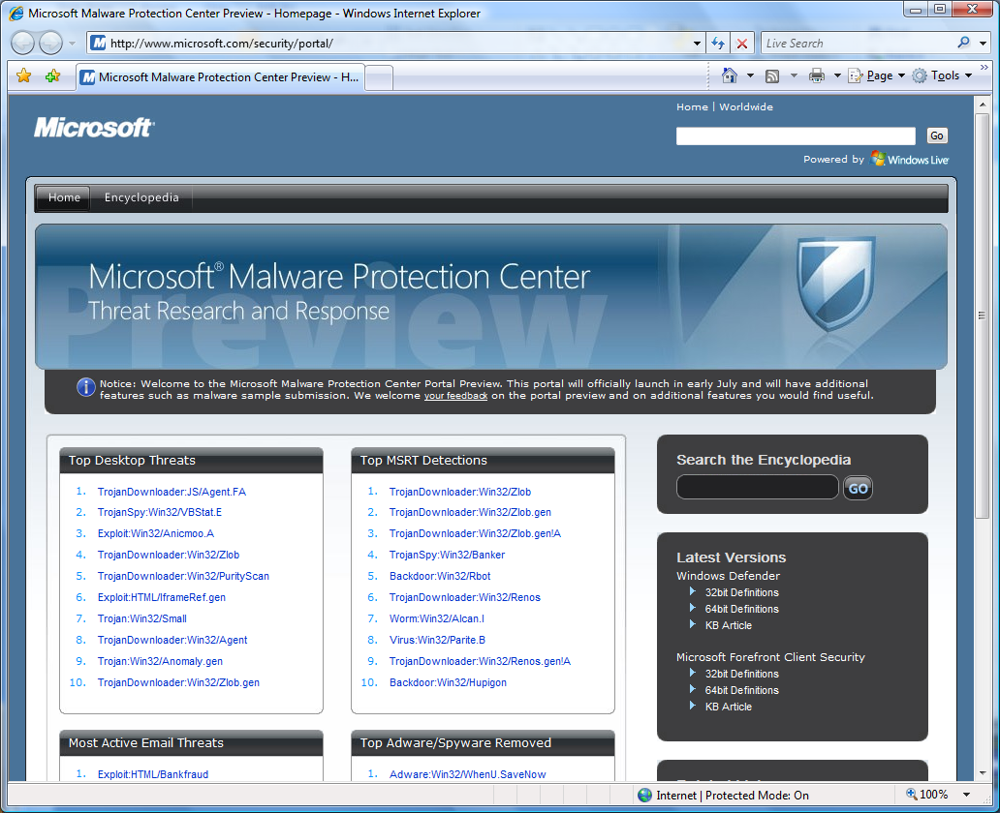 Microsoft Malware Protection Center Preview - Homepage - Windows Internet Explorer
http://www.microsoft.com/security/portal/
Live Search
Microsoft Malware Protection Center Preview - H...
Page
Tools
Microsoft
Home | Worldwide
Go
Powered by Windows Live
Home
Encyclopedia
Preview
Microsoft® Malware Protection Center
Threat Research and Response
Notice: Welcome to the Microsoft Malware Protection Center Portal Preview. This portal will officially launch in early July and will have additional
features such as malware sample submission. We welcome your feedback on the portal preview and on additional features you would find useful.
Top Desktop Threats
1. TrojanDownloader:JS/Agent.FA
2. TrojanSpy:Win32/VBStat.E
3. Exploit:Win32/Anicmoo.A
4. TrojanDownloader:Win32/Zlob
5. TrojanDownloader:Win32/PurityScan
6. Exploit:HTML/IframeRef.gen
7. Trojan:Win32/Small
8. TrojanDownloader:Win32/Agent
9. Trojan:Win32/Anomaly.gen
10. TrojanDownloader:Win32/Zlob.gen
Top MSRT Detections
1. TrojanDownloader:Win32/Zlob
2. TrojanDownloader:Win32/Zlob.gen
3. TrojanDownloader:Win32/Zlob.gen!A
4. TrojanSpy:Win32/Banker
5. Backdoor:Win32/Rbot
6. TrojanDownloader:Win32/Renos
7. Worm:Win32/Alcan.I
8. Virus:Win32/Parite.B
9. TrojanDownloader:Win32/Renos.gen!A
10. Backdoor:Win32/Hupigon
Search the Encyclopedia
GO
Latest Versions
Windows Defender
32bit Definitions
64bit Definitions
KB Article
Microsoft Forefront Client Security
32bit Definitions
64bit Definitions
KB Article
Most Active Email Threats
1. Exploit:HTML/Bankfraud
Top Adware/Spyware Removed
1. Adware:Win32/WhenU.SaveNow
Internet | Protected Mode: On
100%